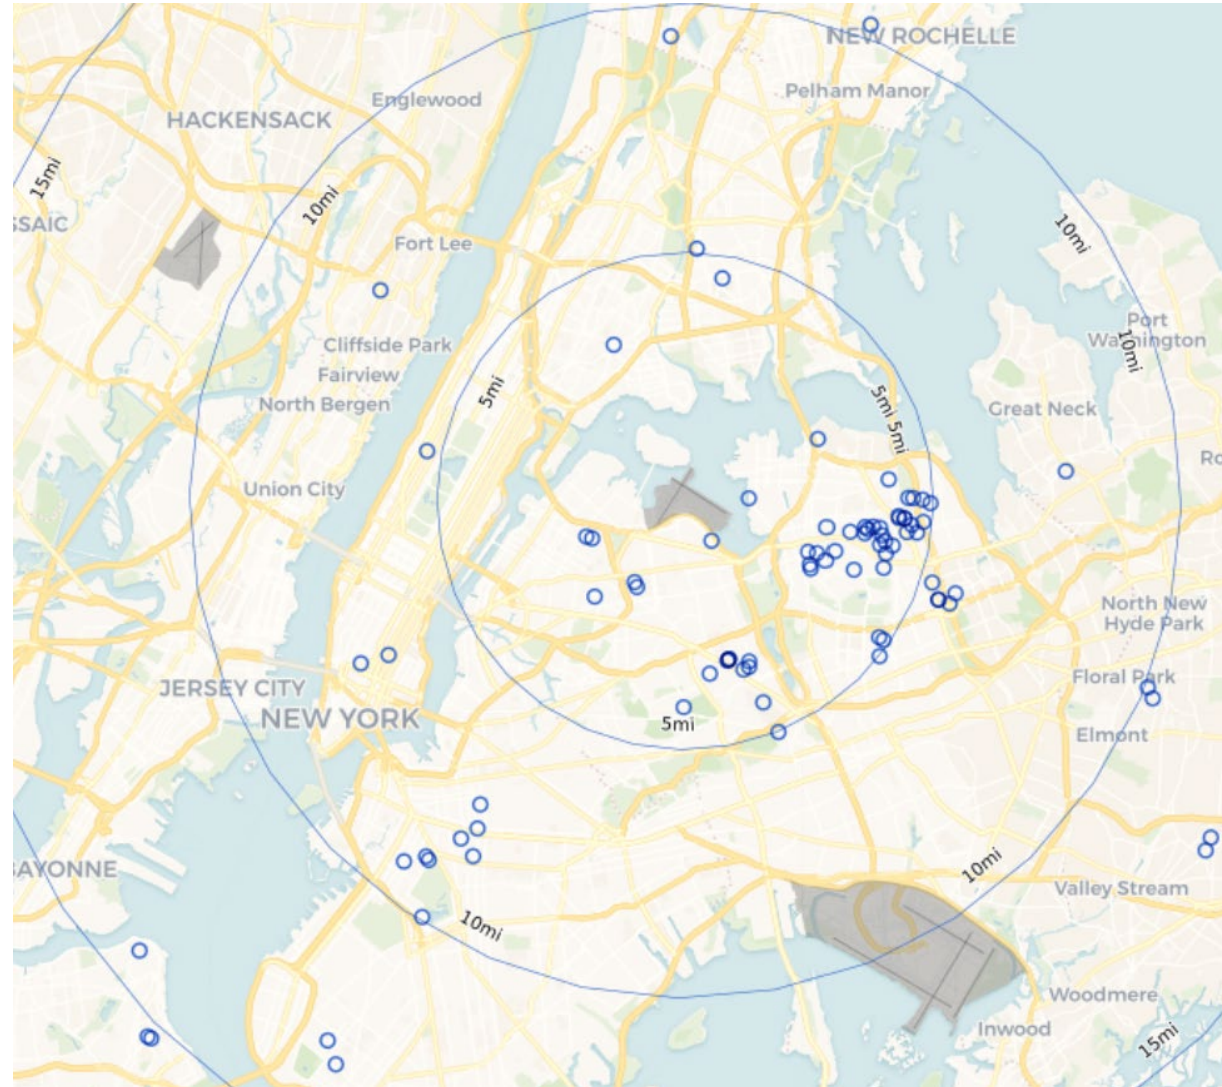 NEW ROCHELLE
Pelham Manor
Englewood
HACKENSACK
15mi
10mi
SSAIC
Fort Lee
10mi
Port
Washington
10mi
Cliffside Park
Fairview
North Bergen
5mi
5mi
5mi
Great Neck
Union City
Ro
North New
Hyde Park
Floral Park
JERSEY CITY
NEW YORK
5mi
Elmont
10mi
AYONNE
Valley Stream
10mi
Woodmere
Inwood
15mi